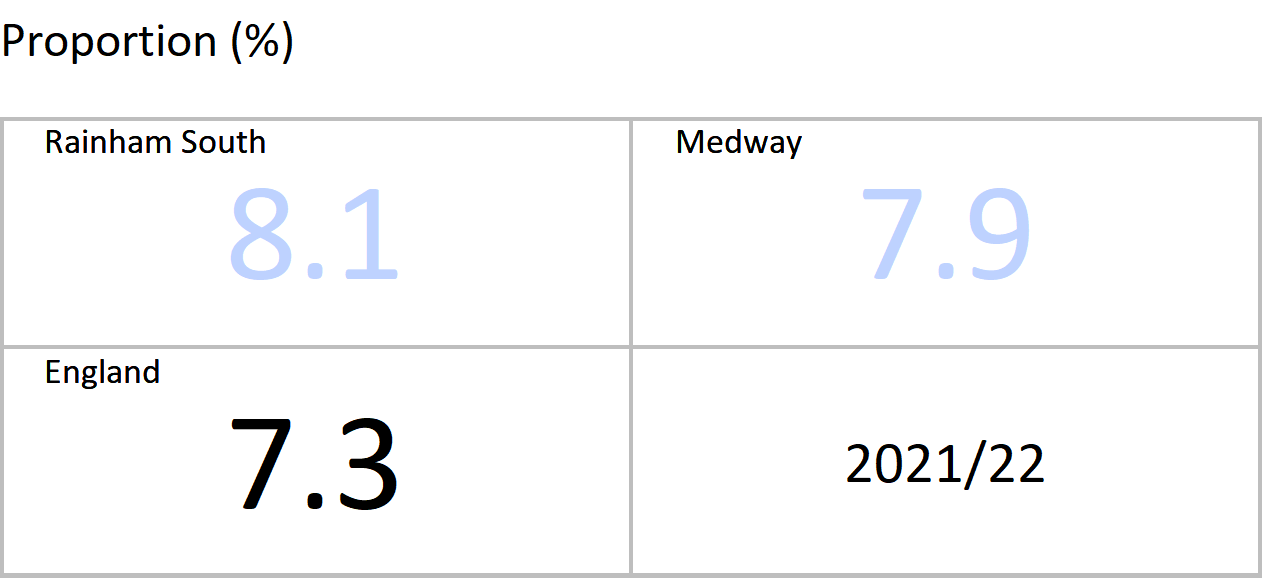 Proportion (%)
Rainham South
8.1
Medway
7.9
England
7.3
2021/22